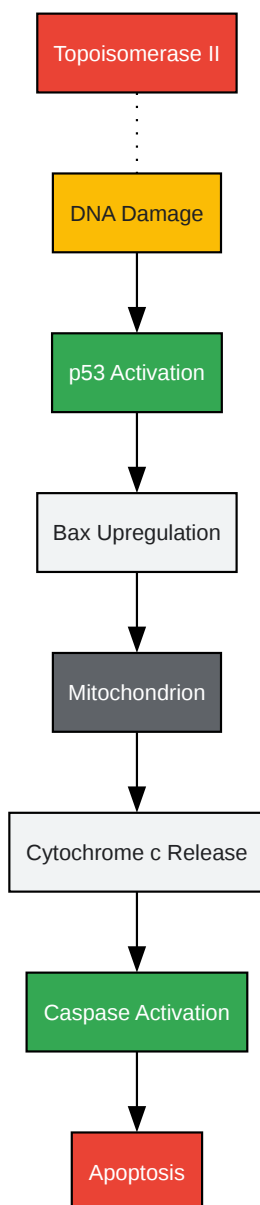 Topoisomerase II
DNA Damage
p53 Activation
Bax Upregulation
Mitochondrion
Cytochrome c Release
Caspase Activation
Apoptosis